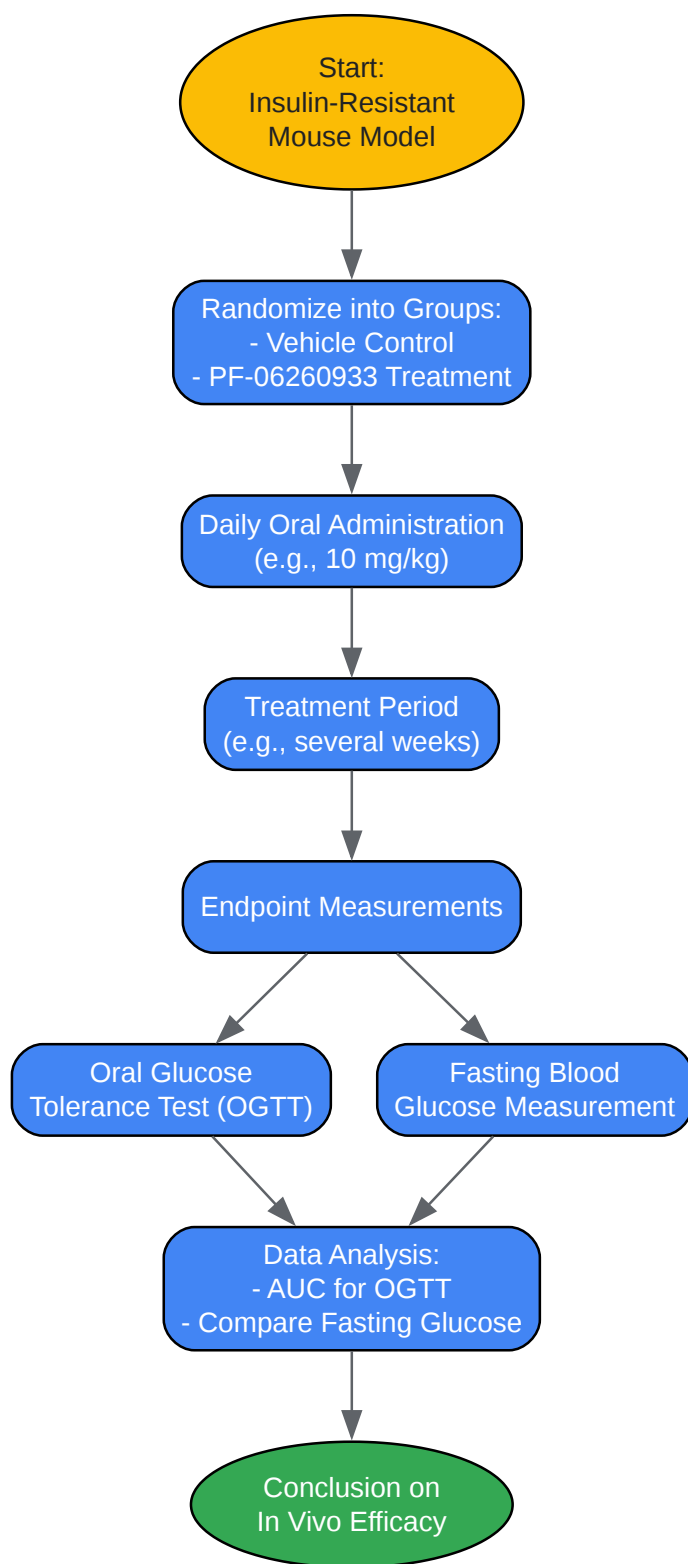 Start:
Insulin-Resistant
Mouse Model
Randomize into Groups:
- Vehicle Control
- PF-06260933 Treatment
Daily Oral Administration
(e.g., 10 mg/kg)
Treatment Period
(e.g., several weeks)
Endpoint Measurements
Oral Glucose
Tolerance Test (OGTT)
Fasting Blood
Glucose Measurement
Data Analysis:
- AUC for OGTT
- Compare Fasting Glucose
Conclusion on
In Vivo Efficacy